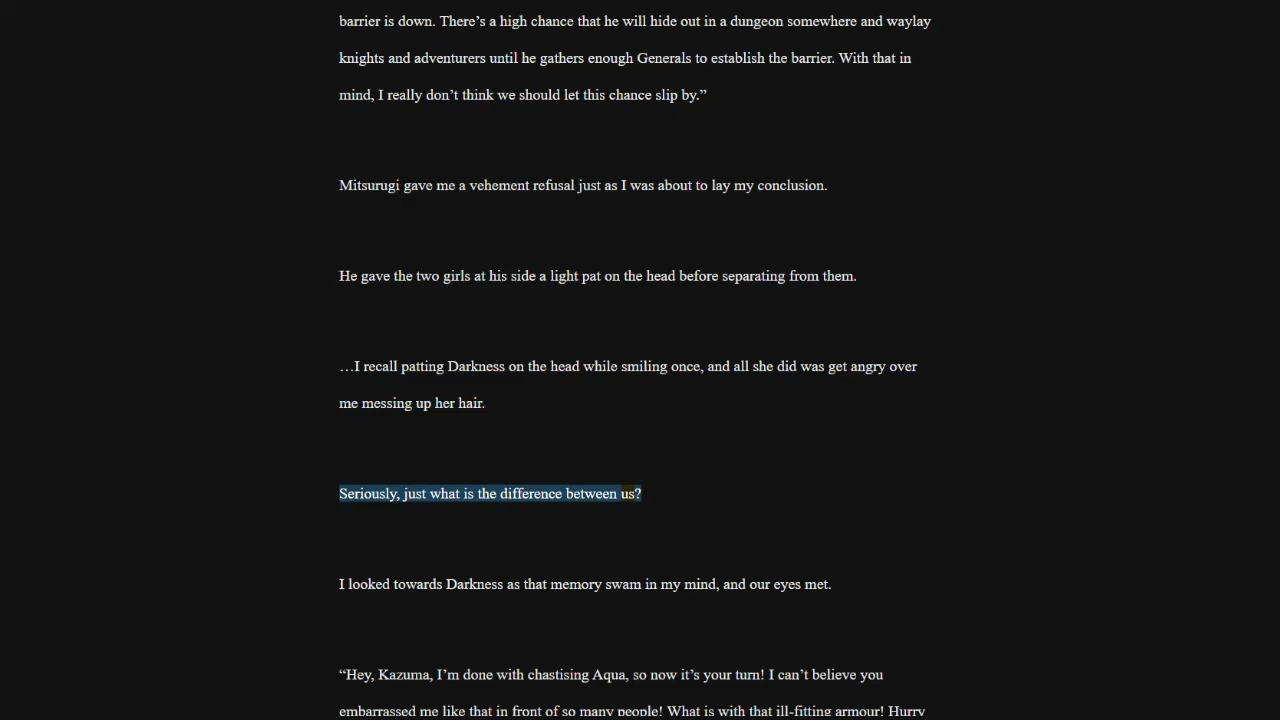 barrier is down. There’s a high chance that he will hide out in a dungeon somewhere and waylay
knights and adventurers until he gathers enough Generals to establish the barrier. With that in
mind, I really don’t think we should let this chance slip by.”
Mitsurugi gave me a vehement refusal just as I was about to lay my conclusion.
He gave the two girls at his side a light pat on the head before separating from them.
…I recall patting Darkness on the head while smiling once, and all she did was get angry over
me messing up her hair.
Seriously, just what is the difference between us?
I looked towards Darkness as that memory swam in my mind, and our eyes met.
“Hey, Kazuma, I’m done with chastising Aqua, so now it’s your turn! I can’t believe you
embarrassed me like that in front of so many people! What is with that ill-fitting armour! Hurry